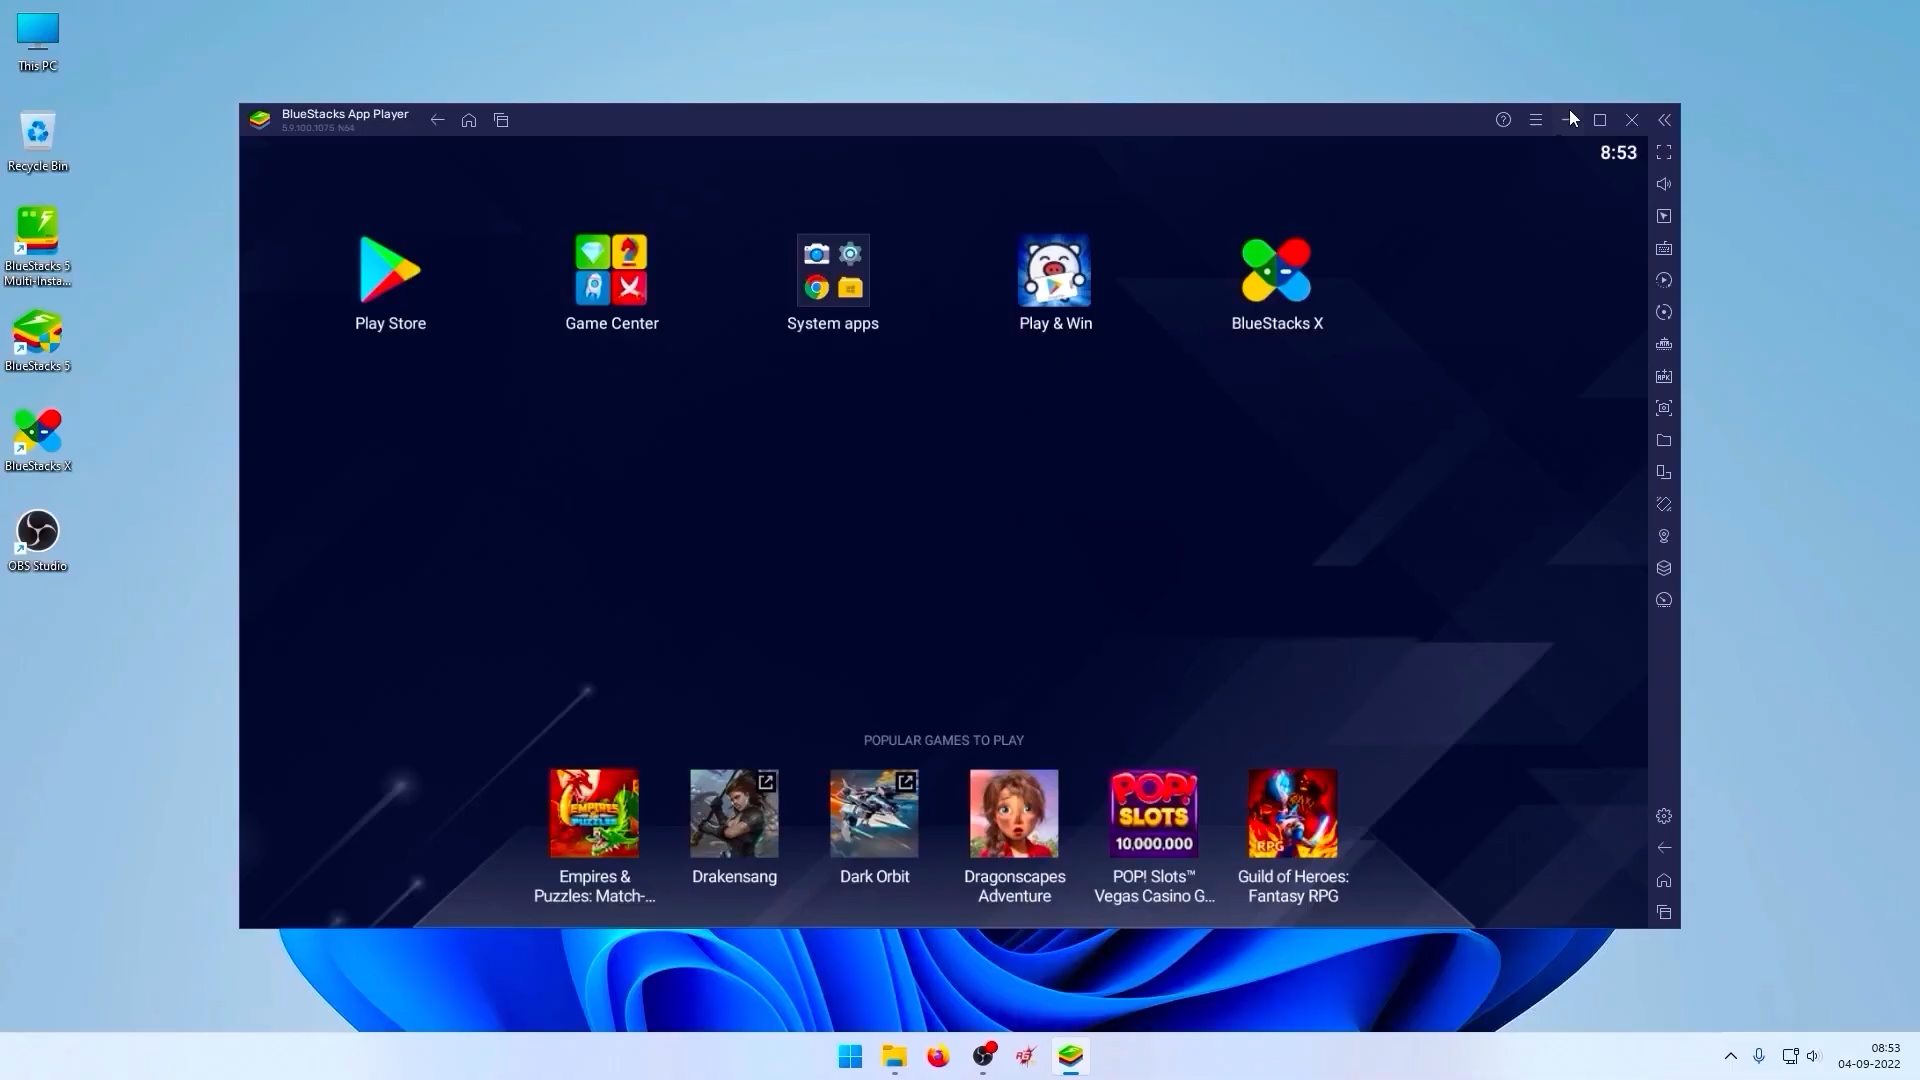 This PC
Recycle Bin
BlueStacks 5
Multi-Insta...
BlueStacks 5
BlueStacks X
OBS Studio
BlueStacks App Player
5.9.100.1075 N64
8:53
Play Store
Game Center
System apps
Play & Win
BlueStacks X
APK
POPULAR GAMES TO PLAY
EMPIRES &
PUZZLES
POP!
SLOTS
10,000,000
RPG
Empires &
Puzzles: Match-...
Drakensang
Dark Orbit
Dragonscapes
Adventure
POP! Slots™
Vegas Casino G...
Guild of Heroes:
Fantasy RPG
08:53
04-09-2022